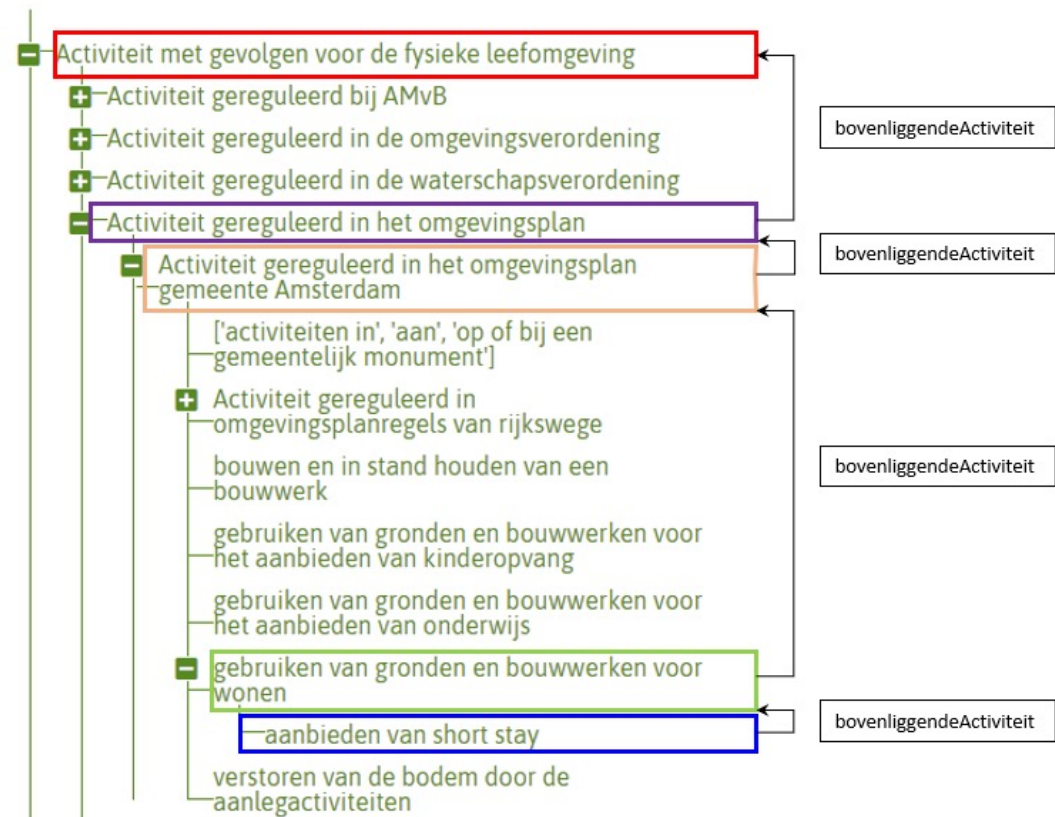 Activiteit met gevolgen voor de fysieke leefomgeving
Activiteit gereguleerd bij AMvB
bovenliggendeActiviteit
Activiteit gereguleerd in de omgevingsverordening
Activiteit gereguleerd in de waterschapsverordening
Activiteit gereguleerd in het omgevingsplan
bovenliggendeActiviteit
Activiteit gereguleerd in het omgevingsplan
gemeente Amsterdam
['activiteiten in', 'aan', 'op of bij een
gemeentelijk monument']
Activiteit gereguleerd in
omgevingsplanregels van rijkswege
bovenliggendeActiviteit
bouwen en in stand houden van een
bouwwerk
gebruiken van gronden en bouwwerken voor
het aanbieden van kinderopvang
gebruiken van gronden en bouwwerken voor
het aanbieden van onderwijs
gebruiken van gronden en bouwwerken voor
wonen
bovenliggendeActiviteit
aanbieden van short stay
verstoren van de bodem door de
aanlegactiviteiten